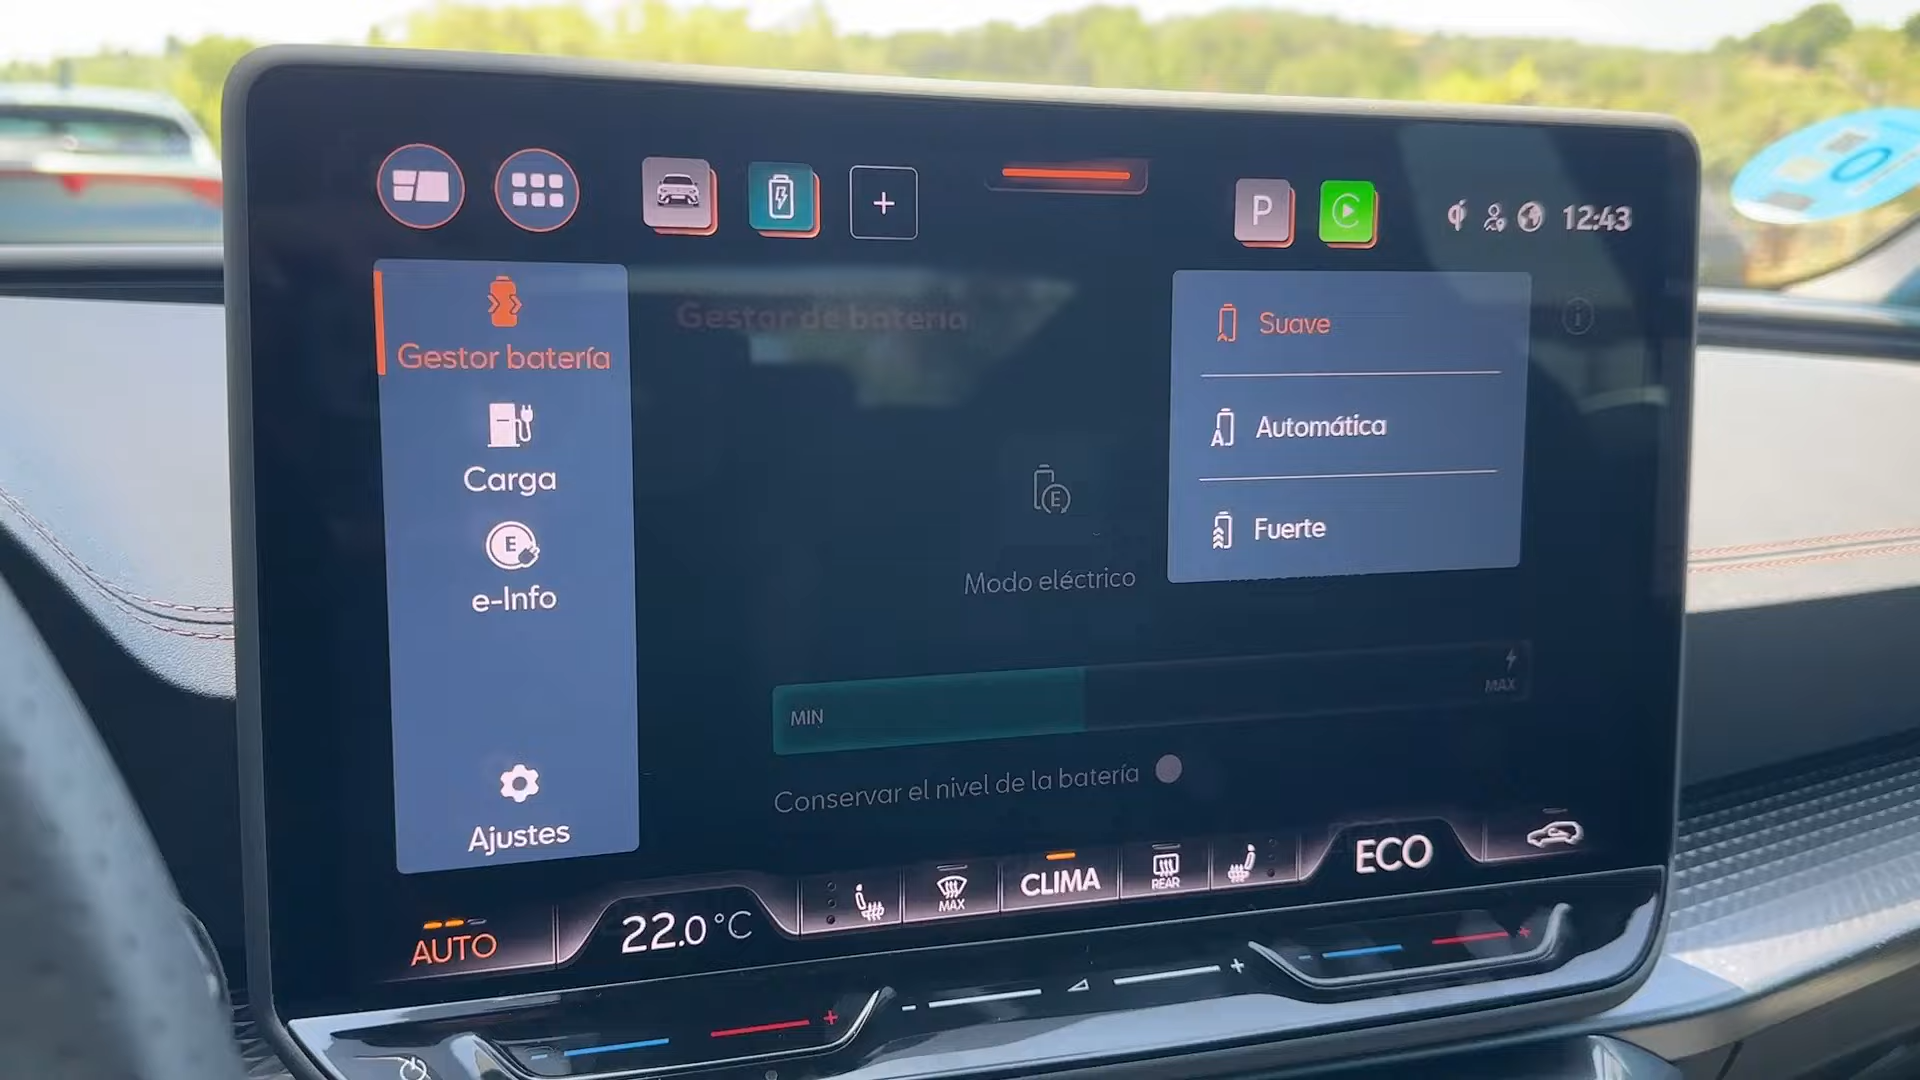 P
12:43
Gestor batería
Gestor de batería
Suave
Carga
A
Automática
E
e-Info
E
Fuerte
Modo eléctrico
MIN
MAX
Conservar el nivel de la batería
Ajustes
AUTO
22.0 °C
MAX
CLIMA
REAR
ECO
- +
- +
- +